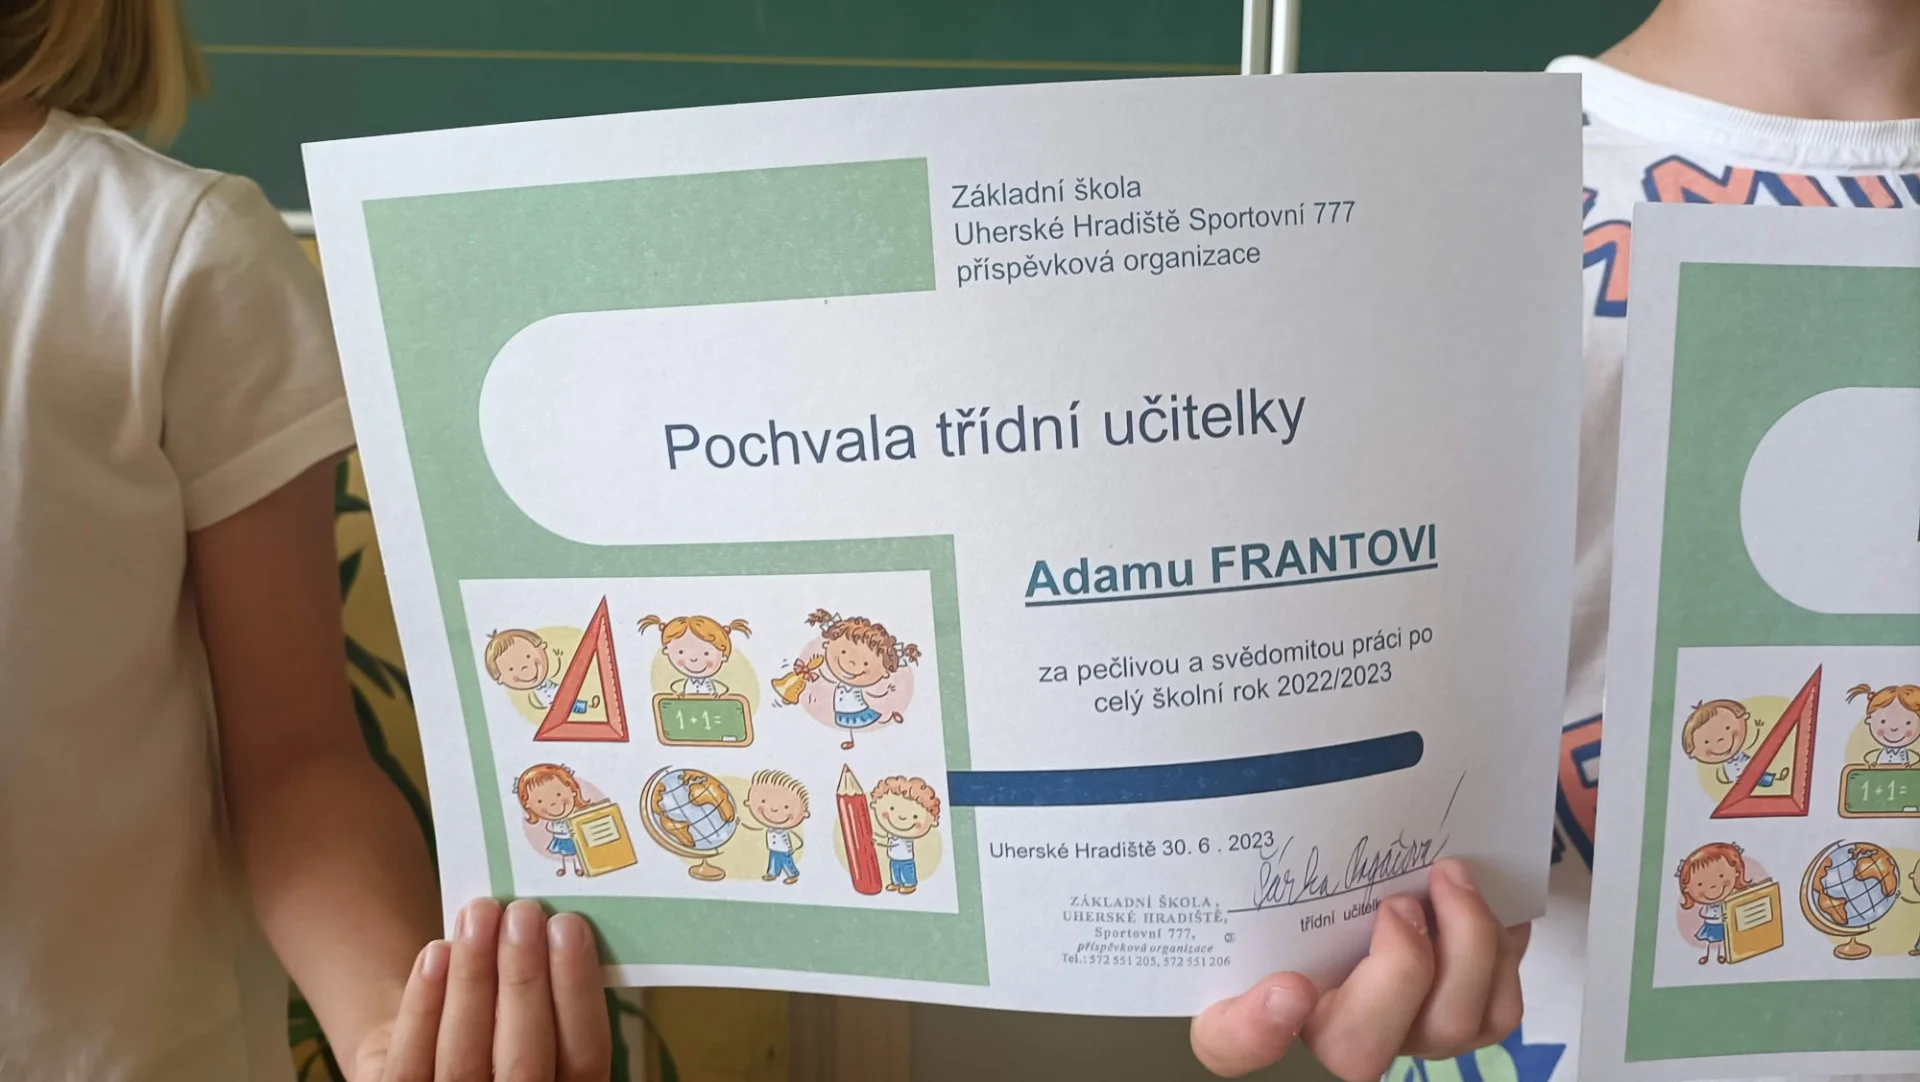 Základní škola
Uherské Hradiště Sportovní 777
příspěvková organizace
Pochvala třídní učitelky
Adamu FRANTOVI
za pečlivou a svědomitou práci po
celý školní rok 2022/2023
1+1=
Uherské Hradiště 30. 6 . 2023
Šárka
ZÁKLADNÍ ŠKOLA,
UHERSKÉ HRADIŠTĚ,
Sportovní 777,
příspěvková organizace
Tel.: 572 551 205, 572 551 206
třídní
1+1=